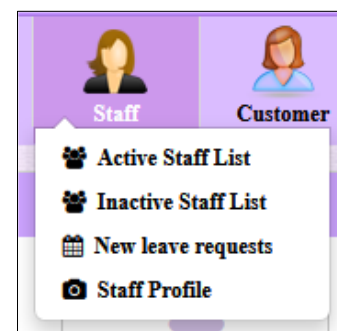 Staff Customer
Active Staff List
Inactive Staff List
New leave requests
Staff Profile